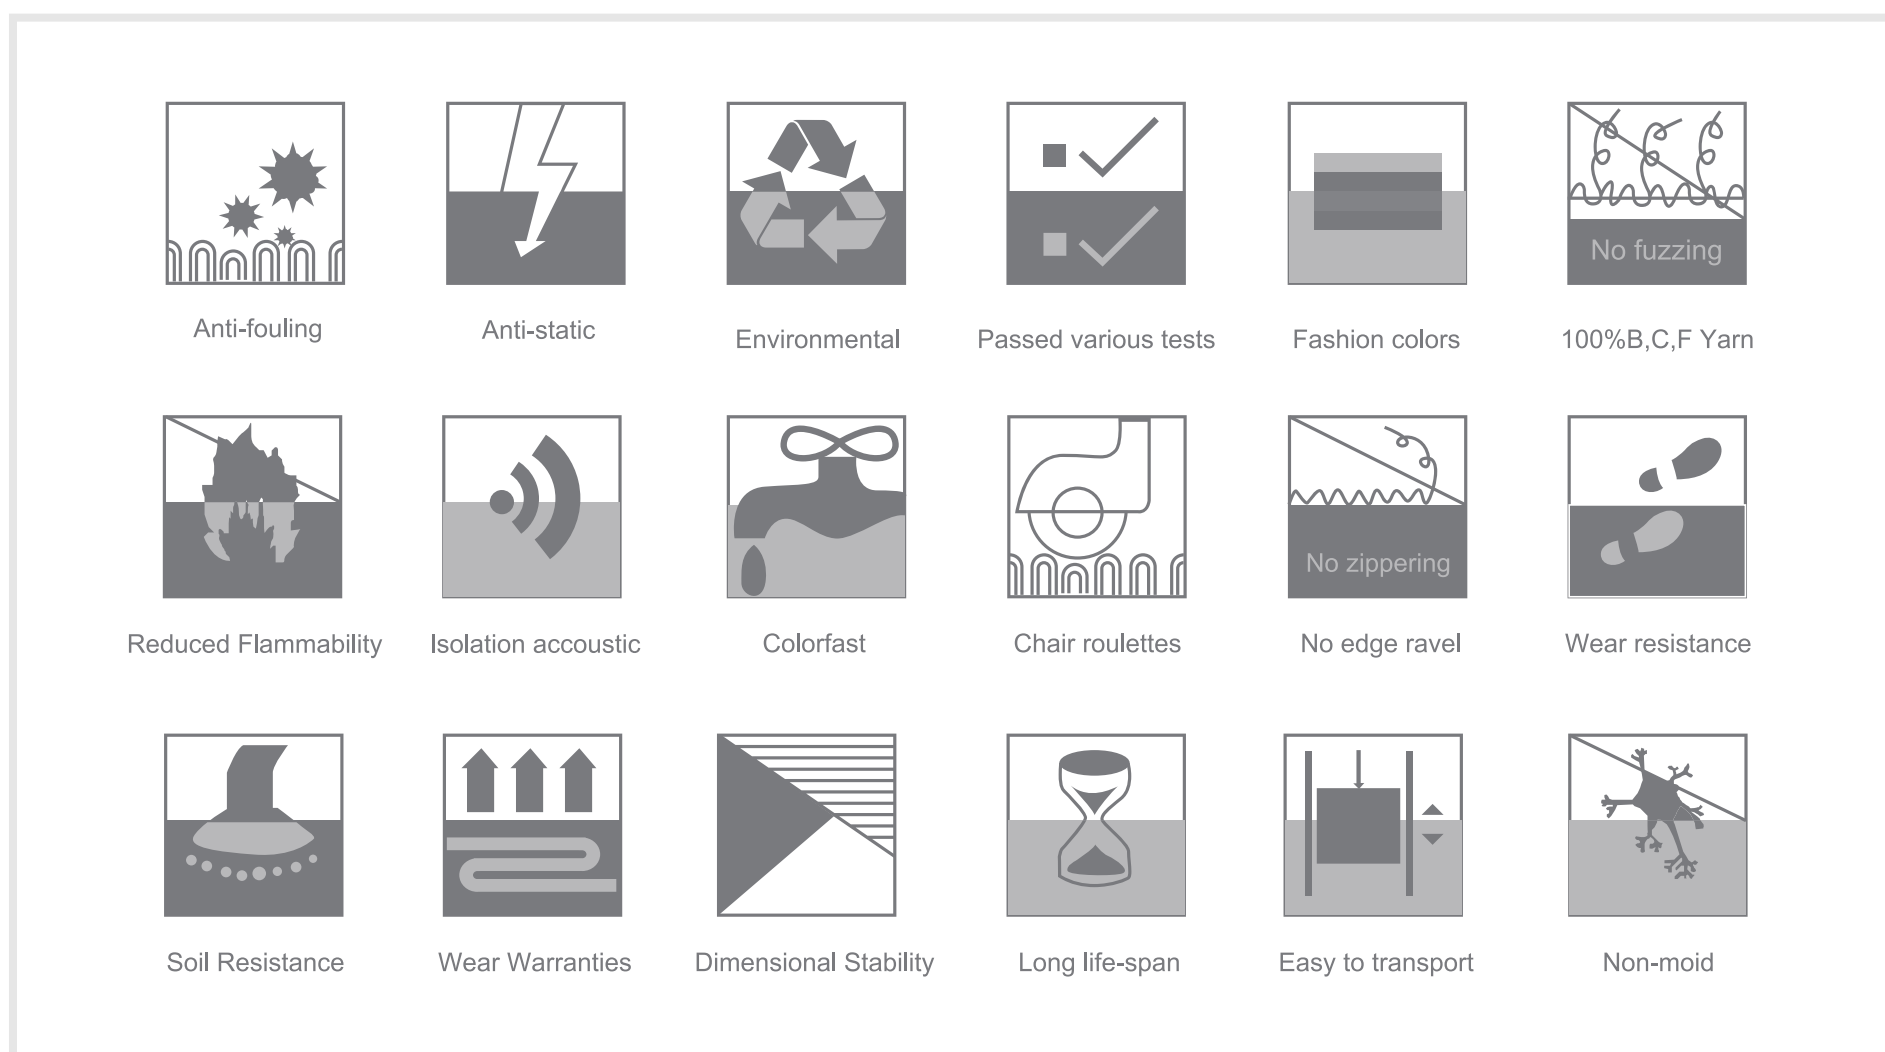 No fuzzing
Anti-fouling
Anti-static
Environmental
Passed various tests
Fashion colors
100%B,C,F Yarn
No zippering
Reduced Flammability
Isolation accoustic
Colorfast
Chair roulettes
No edge ravel
Wear resistance
Soil Resistance
Wear Warranties
Dimensional Stability
Long life-span
Easy to transport
Non-moid